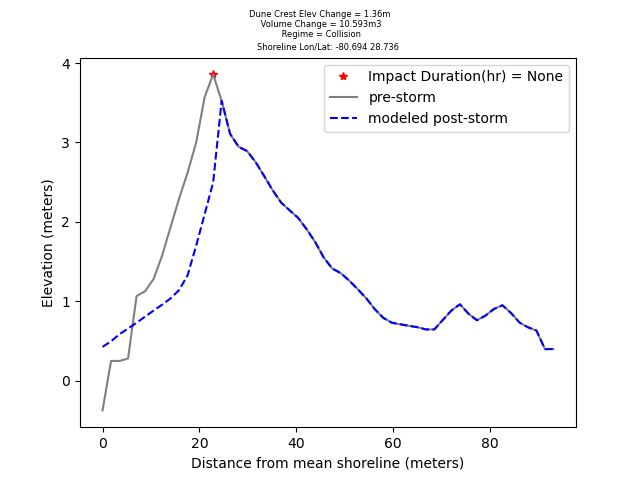 Dune Crest Elev Change = 1.36m
Volume Change = 10.593m3
Regime = Collision
Shoreline Lon/Lat: -80.694 28.736
Impact Duration(hr) = None
pre-storm
modeled post-storm
Elevation (meters)
4
3
2
1
0
0 20 40 60 80
Distance from mean shoreline (meters)